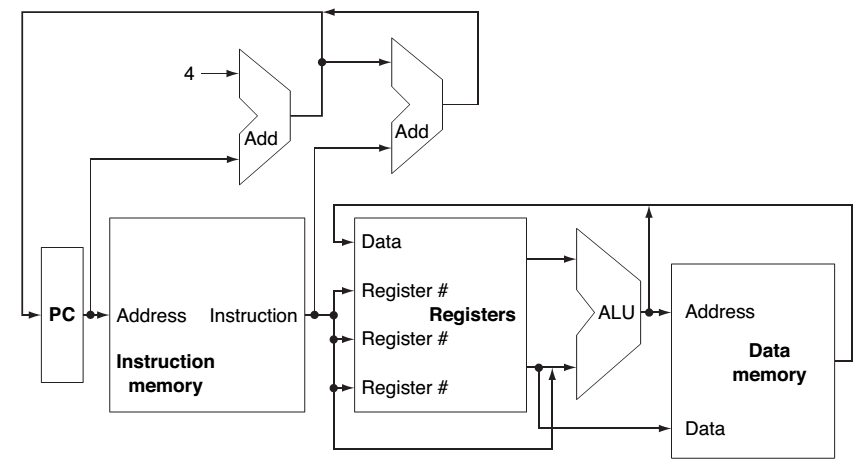 4
Add
Add
Data
Register #
PC
Address
Instruction
Registers
ALU
Address
Register #
Instruction
memory
Data
memory
Register #
Data